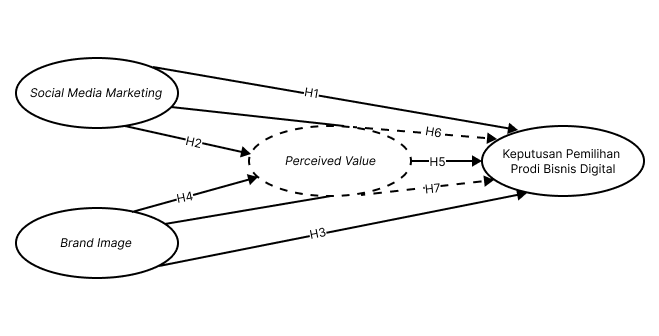 Social Media Marketing
H1
H6
H2
Perceived Value
H5
Keputusan Pemilihan
Prodi Bisnis Digital
H4
H7
Brand Image
H3